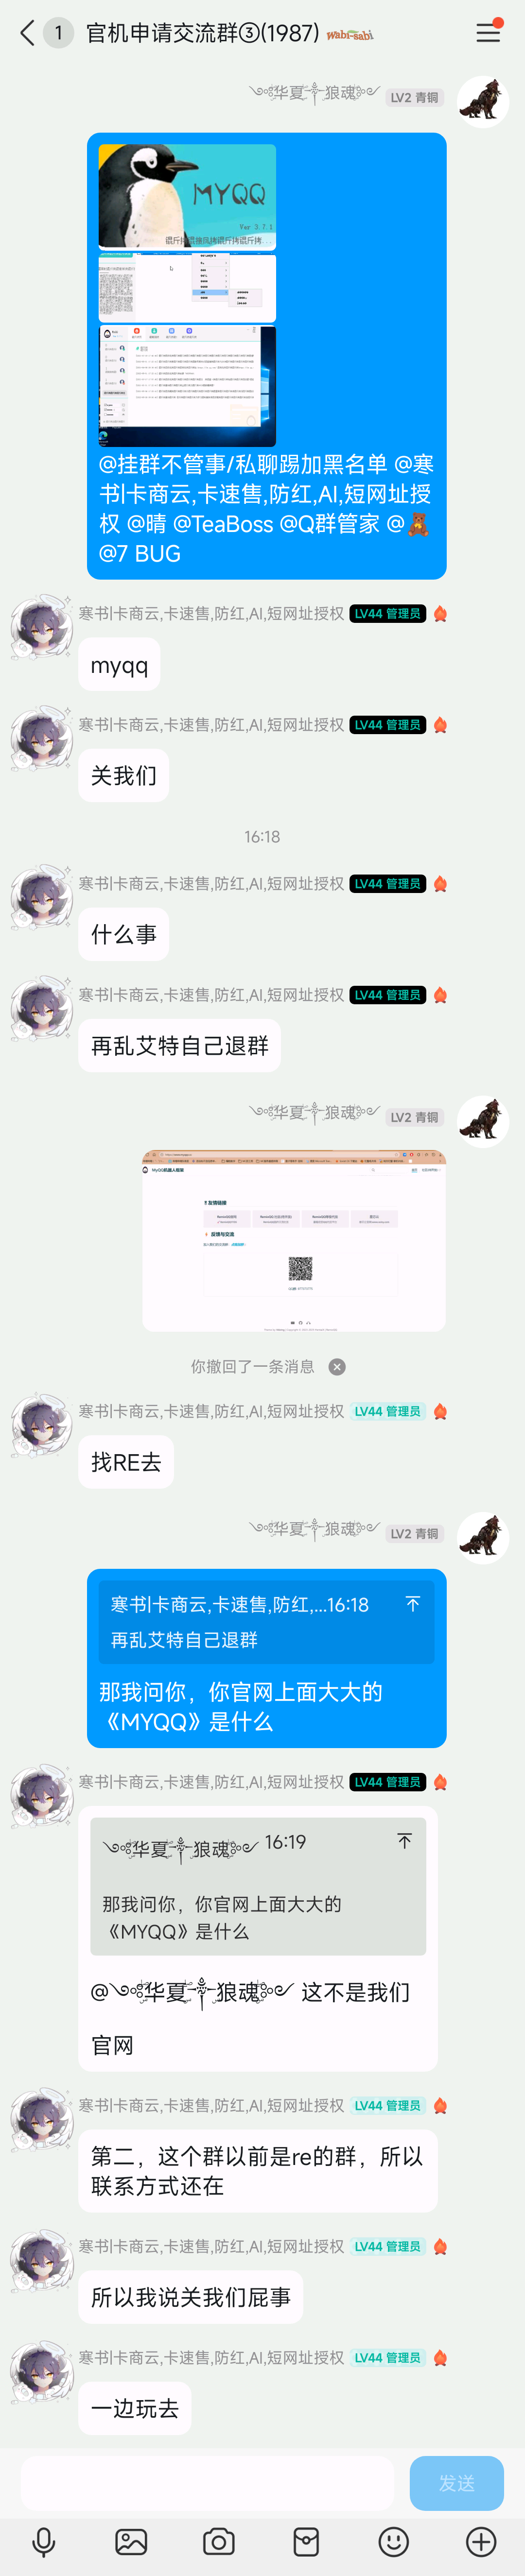 1 官机申请交流群③(1987) wabi-sabi
华夏 狼魂 LV2 青铜
MYQQ
Ver 3.7.1
@挂群不管事/私聊踢加黑名单 @寒
书|卡商云,卡速售,防红,AI,短网址授
权 @晴 @TeaBoss @Q群管家 @🧸
@7 BUG
寒书|卡商云,卡速售,防红,AI,短网址授权 LV44 管理员
myqq
寒书|卡商云,卡速售,防红,AI,短网址授权 LV44 管理员
关我们
16:18
寒书|卡商云,卡速售,防红,AI,短网址授权 LV44 管理员
什么事
寒书|卡商云,卡速售,防红,AI,短网址授权 LV44 管理员
再乱艾特自己退群
华夏 狼魂 LV2 青铜
MyQQ机器人框架
友情链接
反馈与交流
你撤回了一条消息
寒书|卡商云,卡速售,防红,AI,短网址授权 LV44 管理员
找RE去
华夏 狼魂 LV2 青铜
寒书|卡商云,卡速售,防红,...16:18
再乱艾特自己退群
那我问你，你官网上面大大的
《MYQQ》是什么
寒书|卡商云,卡速售,防红,AI,短网址授权 LV44 管理员
华夏 狼魂 16:19
那我问你，你官网上面大大的
《MYQQ》是什么
@华夏 狼魂 这不是我们
官网
寒书|卡商云,卡速售,防红,AI,短网址授权 LV44 管理员
第二，这个群以前是re的群，所以
联系方式还在
寒书|卡商云,卡速售,防红,AI,短网址授权 LV44 管理员
所以我说关我们屁事
寒书|卡商云,卡速售,防红,AI,短网址授权 LV44 管理员
一边玩去
发送